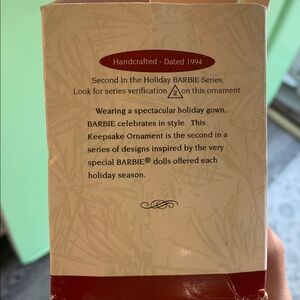 Handcrafted - Dated 1994
Second in the Holiday BARBIE Series.
Look for series verification 2 on this ornament.
Wearing a spectacular holiday gown,
BARBIE celebrates in style. This
Keepsake Ornament is the second in a
series of designs inspired by the very
special BARBIE® dolls offered each
holiday season.